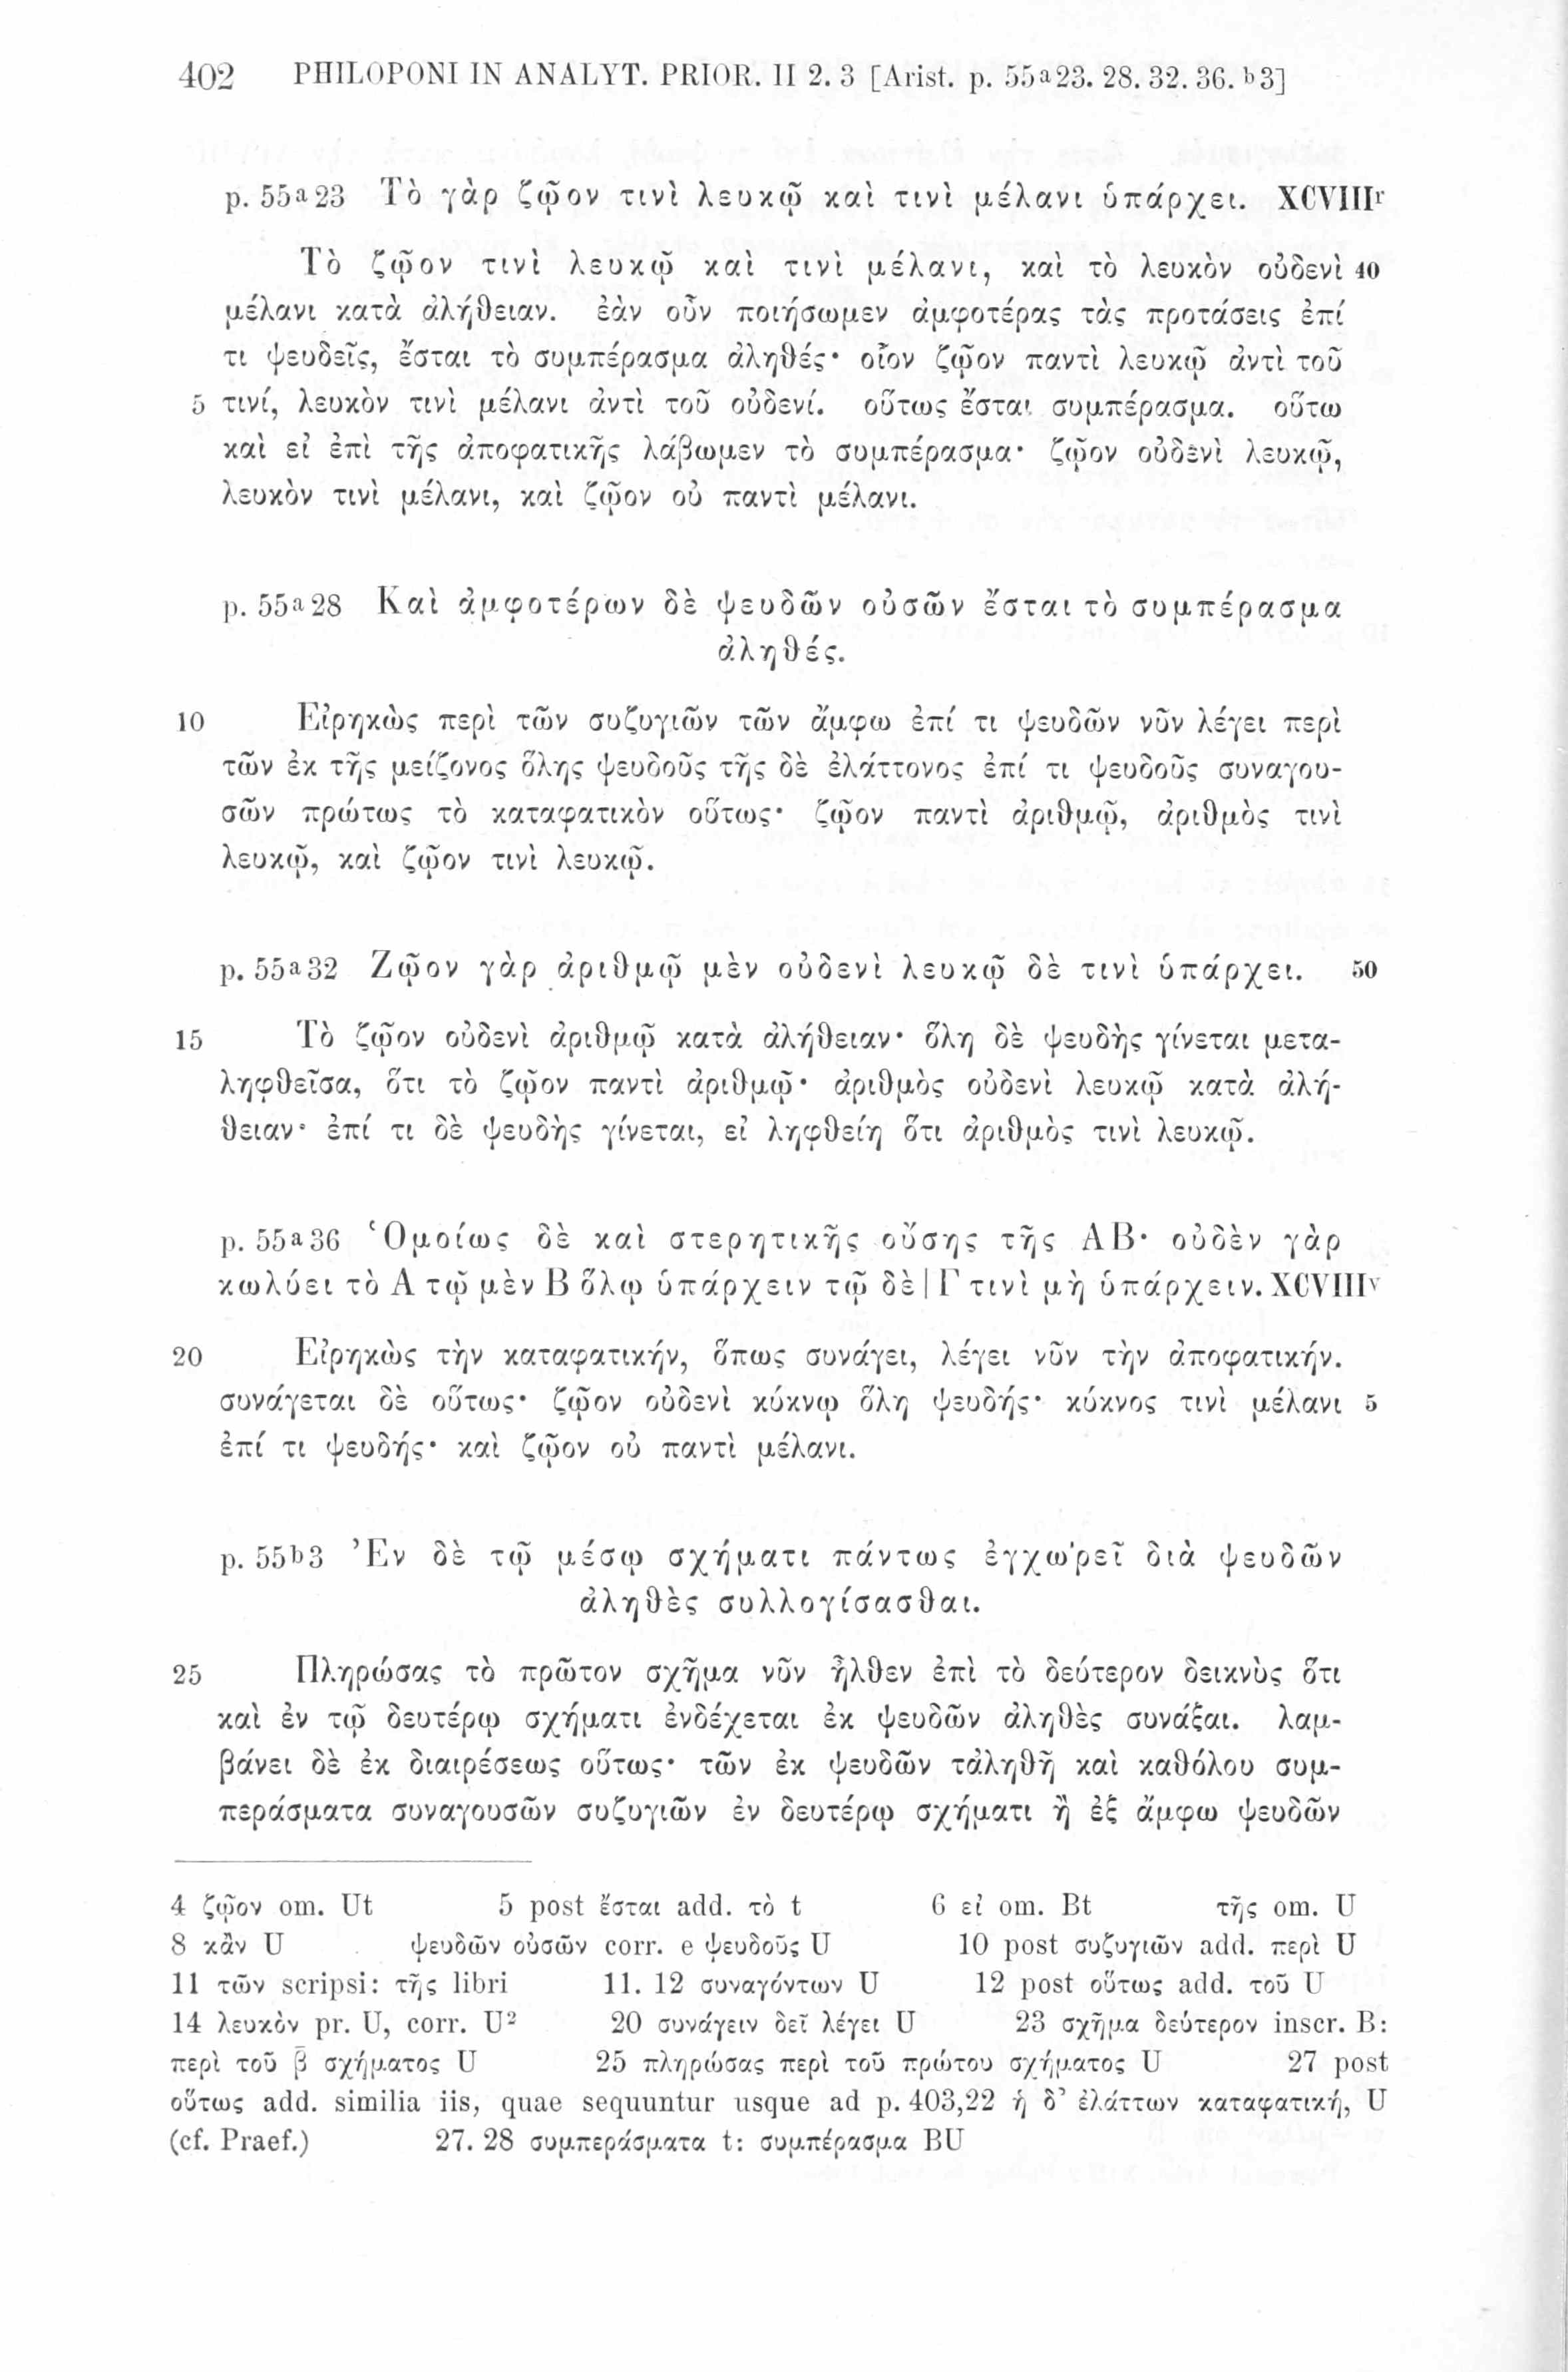 402 PHILOPONI IN ANALYT. PRIOR. II 2. 3 [Arist. p. 55ᵃ23. 28. 32. 36. ᵇ3]
p. 55ᵃ23 Τὸ γὰρ ζῷον τινὶ λευκῷ καὶ τινὶ μέλανι ὑπάρχει. XCVIIIʳ
Τὸ ζῷον τινὶ λευκῷ καὶ τινὶ μέλανι, καὶ τὸ λευκὸν οὐδενὶ 40
μέλανι κατὰ ἀλήθειαν. ἐὰν οὖν ποιήσωμεν ἀμφοτέρας τὰς προτάσεις ἐπί
τι ψευδεῖς, ἔσται τὸ συμπέρασμα ἀληθές· οἷον ζῷον παντὶ λευκῷ ἀντὶ τοῦ
5 τινί, λευκὸν τινὶ μέλανι ἀντὶ τοῦ οὐδενί. οὕτως ἔσται συμπέρασμα. οὕτω
καὶ εἰ ἐπὶ τῆς ἀποφατικῆς λάβωμεν τὸ συμπέρασμα· ζῷον οὐδενὶ λευκῷ,
λευκὸν τινὶ μέλανι, καὶ ζῷον οὐ παντὶ μέλανι.
p. 55ᵃ28 Καὶ ἀμφοτέρων δὲ ψευδῶν οὐσῶν ἔσται τὸ συμπέρασμα
ἀληθές.
10 Εἰρηκὼς περὶ τῶν συζυγιῶν τῶν ἄμφω ἐπί τι ψευδῶν νῦν λέγει περὶ
τῶν ἐκ τῆς μείζονος ὅλης ψευδοῦς τῆς δὲ ἐλάττονος ἐπί τι ψευδοῦς συναγου-
σῶν πρώτως τὸ καταφατικὸν οὕτως· ζῷον παντὶ ἀριθμῷ, ἀριθμὸς τινὶ
λευκῷ, καὶ ζῷον τινὶ λευκῷ.
p. 55ᵃ32 Ζῷον γὰρ ἀριθμῷ μὲν οὐδενὶ λευκῷ δὲ τινὶ ὑπάρχει. 50
15 Τὸ ζῷον οὐδενὶ ἀριθμῷ κατὰ ἀλήθειαν· ὅλη δὲ ψευδὴς γίνεται μετα-
ληφθεῖσα, ὅτι τὸ ζῷον παντὶ ἀριθμῷ· ἀριθμὸς οὐδενὶ λευκῷ κατὰ ἀλή-
θειαν· ἐπί τι δὲ ψευδὴς γίνεται, εἰ ληφθείη ὅτι ἀριθμὸς τινὶ λευκῷ.
p. 55ᵃ36 Ὁμοίως δὲ καὶ στερητικῆς οὔσης τῆς ΑΒ· οὐδὲν γὰρ
κωλύει τὸ Α τῷ μὲν Β ὅλῳ ὑπάρχειν τῷ δὲ|Γ τινὶ μὴ ὑπάρχειν. XCVIIIᵛ
20 Εἰρηκὼς τὴν καταφατικήν, ὅπως συνάγει, λέγει νῦν τὴν ἀποφατικήν.
συνάγεται δὲ οὕτως· ζῷον οὐδενὶ κύκνῳ ὅλη ψευδής· κύκνος τινὶ μέλανι 5
ἐπί τι ψευδής· καὶ ζῷον οὐ παντὶ μέλανι.
p. 55ᵇ3 Ἐν δὲ τῷ μέσῳ σχήματι πάντως ἐγχωρεῖ διὰ ψευδῶν
ἀληθὲς συλλογίσασθαι.
25 Πληρώσας τὸ πρῶτον σχῆμα νῦν ἦλθεν ἐπὶ τὸ δεύτερον δεικνὺς ὅτι
καὶ ἐν τῷ δευτέρῳ σχήματι ἐνδέχεται ἐκ ψευδῶν ἀληθὲς συνάξαι. λαμ-
βάνει δὲ ἐκ διαιρέσεως οὕτως· τῶν ἐκ ψευδῶν τἀληθῆ καὶ καθόλου συμ-
περάσματα συναγουσῶν συζυγιῶν ἐν δευτέρῳ σχήματι ἢ ἐξ ἄμφω ψευδῶν
4 ζῷον om. Ut 5 post ἔσται add. τὸ t 6 εἰ om. Bt τῆς om. U
8 κἂν U ψευδῶν οὐσῶν corr. e ψευδοῦς U 10 post συζυγιῶν add. περὶ U
11 τῶν scripsi: τῆς libri 11. 12 συναγόντων U 12 post οὕτως add. τοῦ U
14 λευκὸν pr. U, corr. U² 20 συνάγειν δεῖ λέγει U 23 σχῆμα δεύτερον inscr. B:
περὶ τοῦ β̄ σχήματος U 25 πληρώσας περὶ τοῦ πρώτου σχήματος U 27 post
οὕτως add. similia iis, quae sequuntur usque ad p. 403,22 ἡ δ’ ἐλάττων καταφατική, U
(cf. Praef.) 27. 28 συμπεράσματα t: συμπέρασμα BU